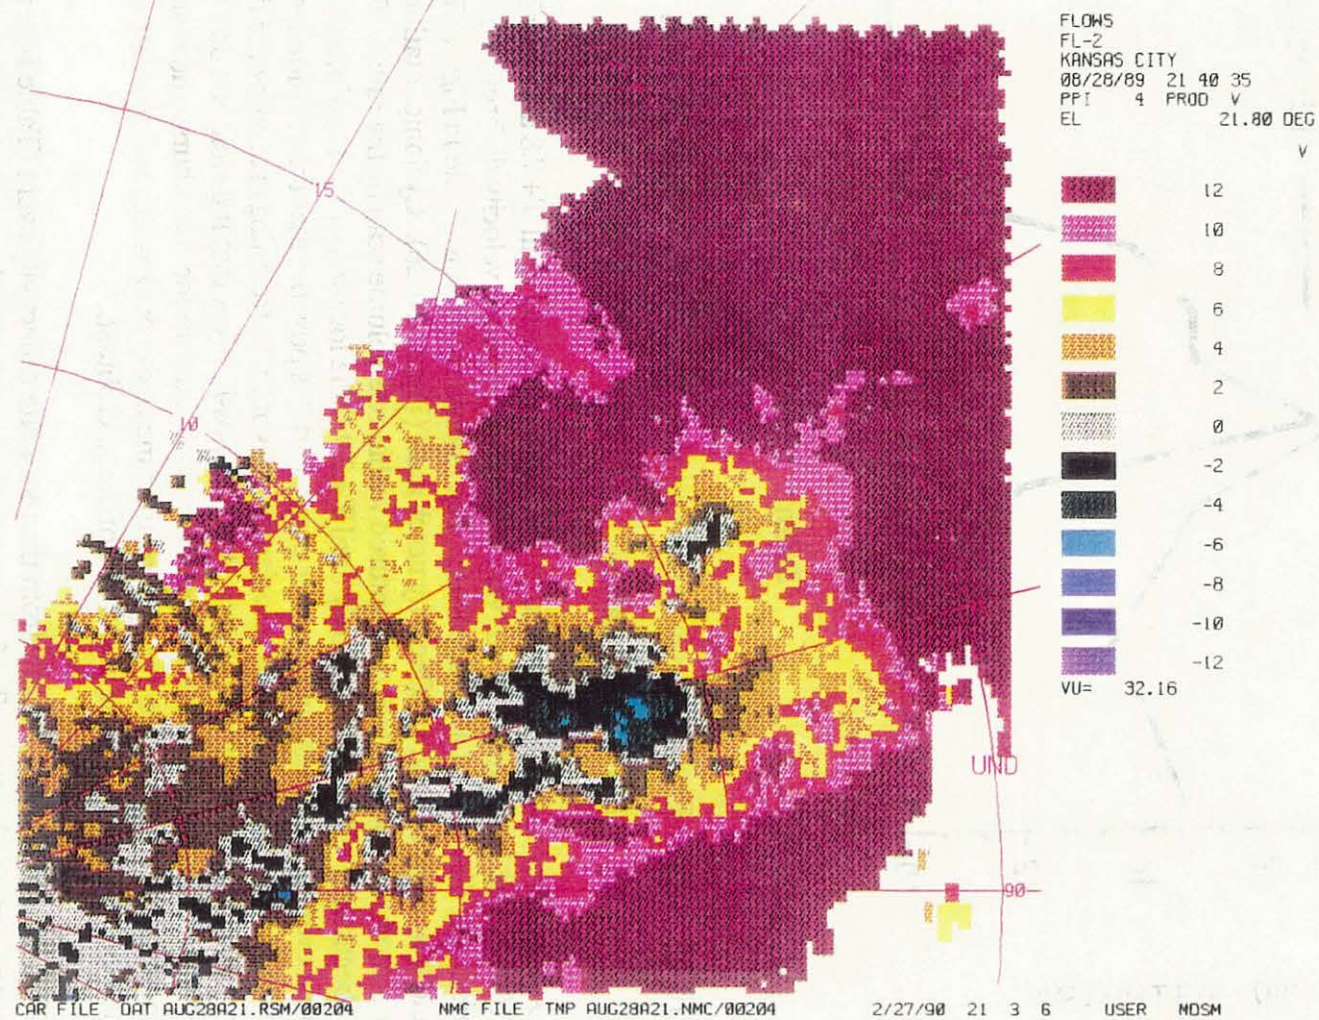 FLOWS
FL-2
KANSAS CITY
08/28/89 21 40 35
PPI 4 PROD V
EL 21.80 DEG
V
12
10
8
6
4
2
0
-2
-4
-6
-8
-10
-12
VU= 32.16
15
10
UND
90
CAR FILE DAT AUG28A21.RSM/00204 NMC FILE TMP AUG28A21.NMC/00204 2/27/90 21 3 6 USER MDSM